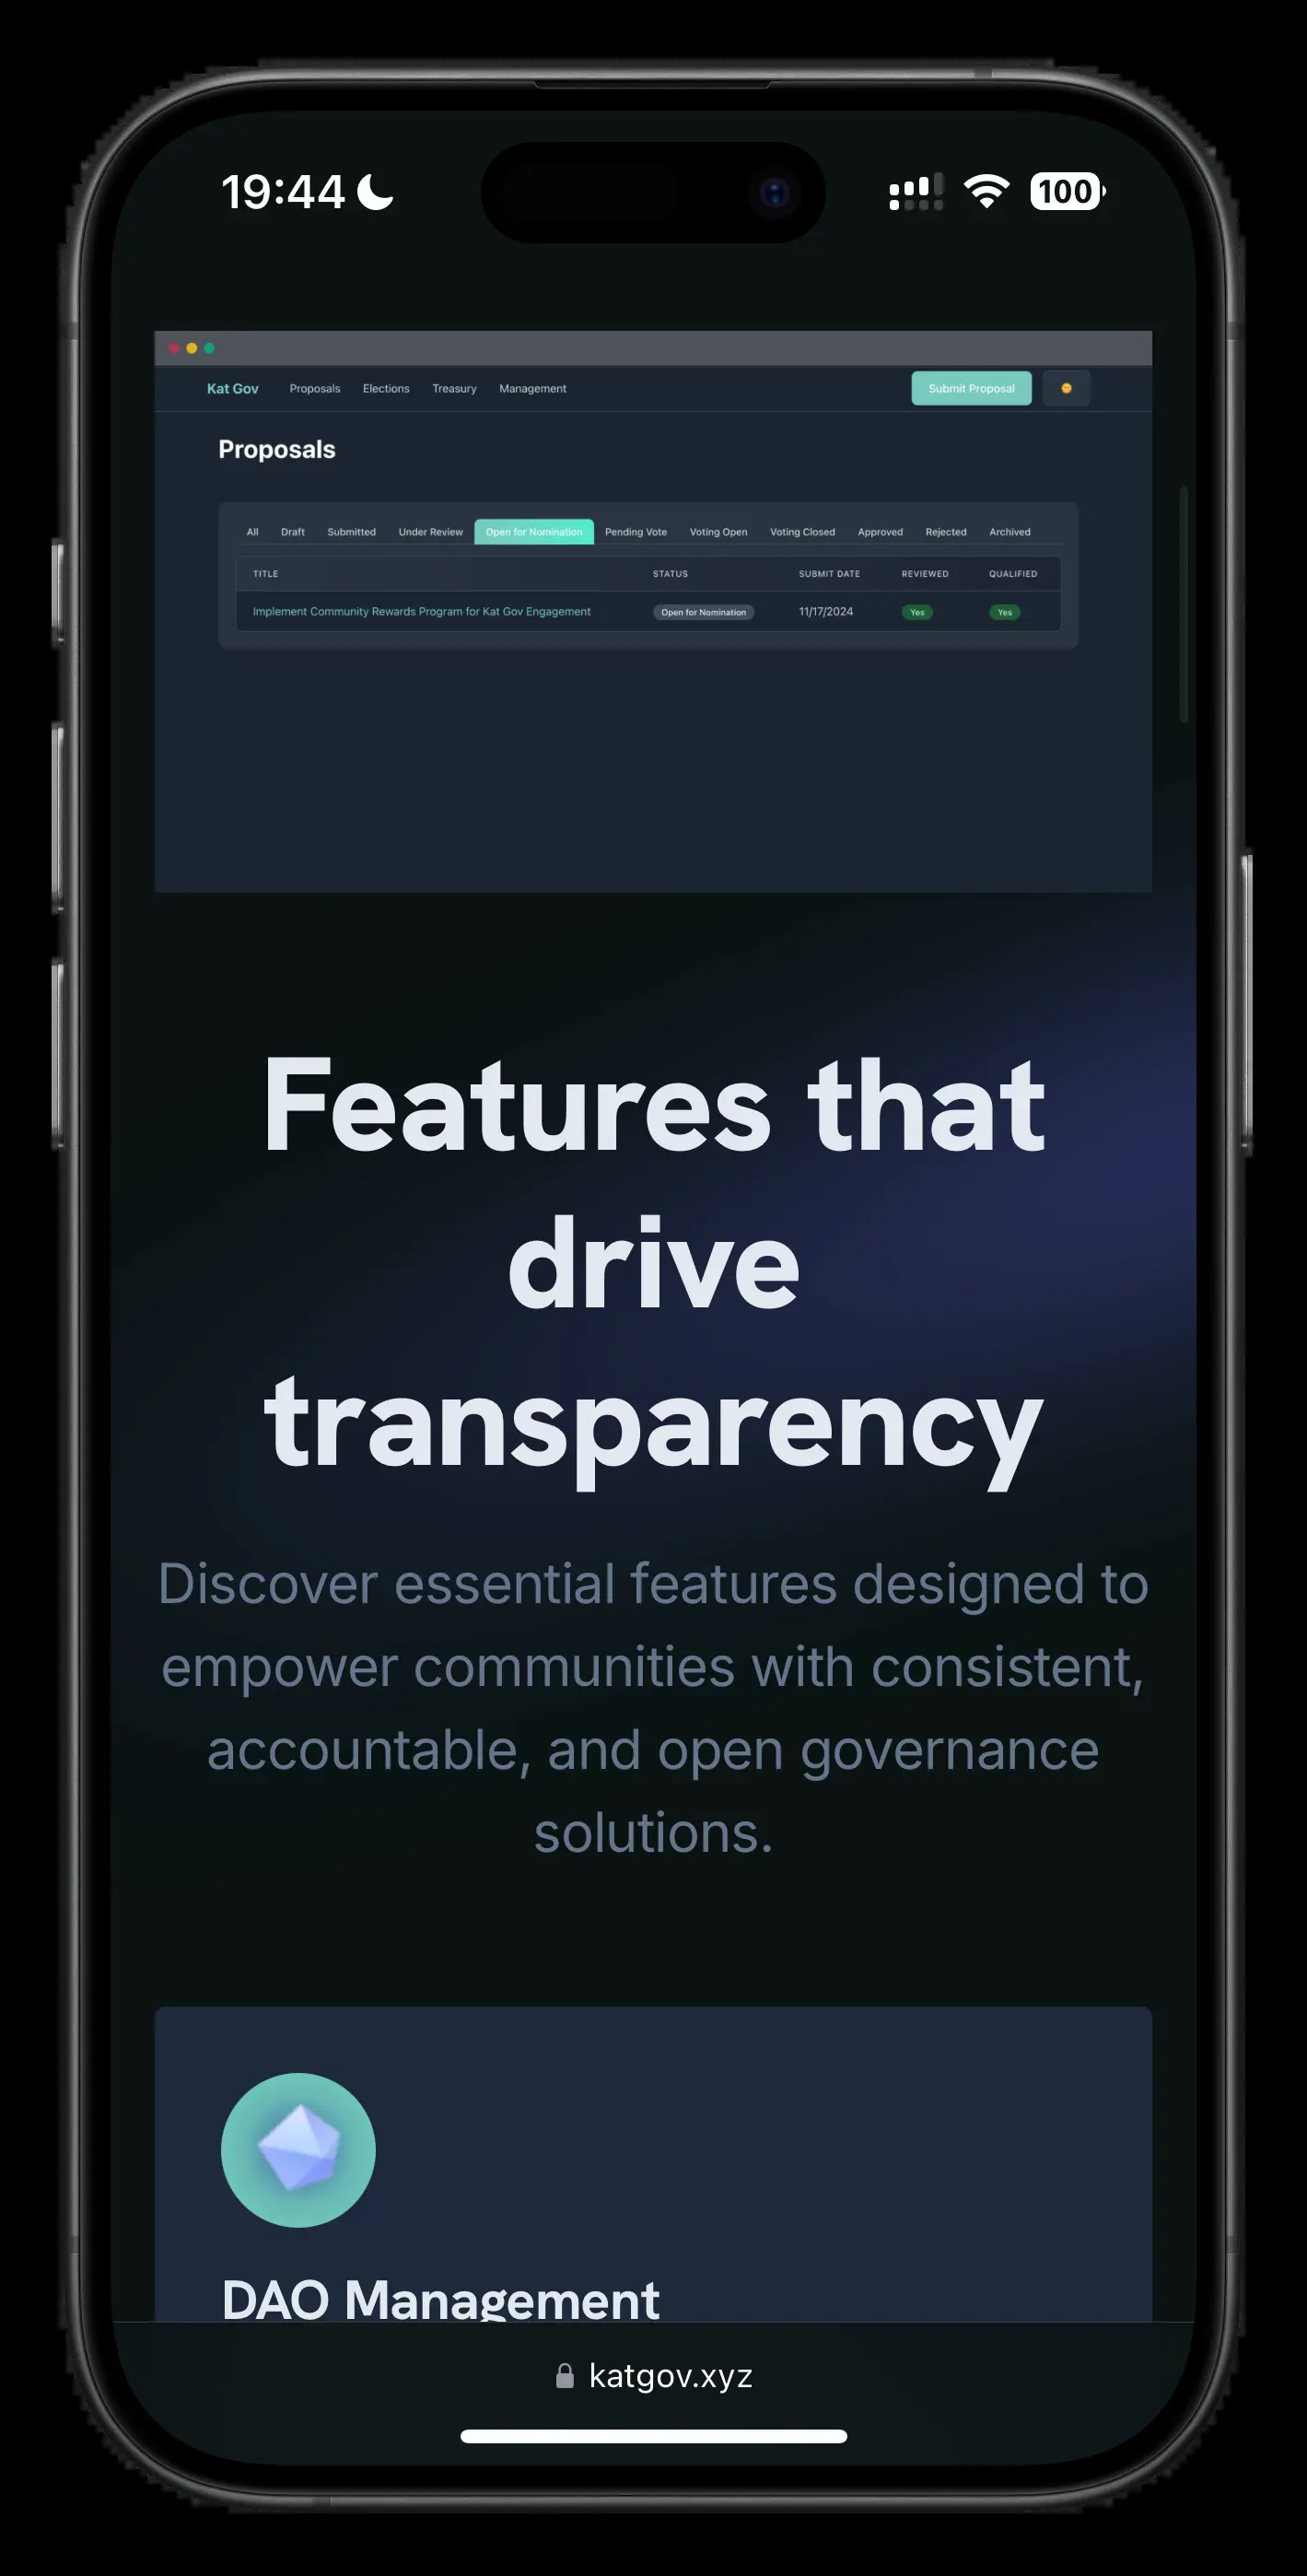 19:44
100
Kat Gov Proposals Elections Treasury Management Submit Proposal
Proposals
All Draft Submitted Under Review Open for Nomination Pending Vote Voting Open Voting Closed Approved Rejected Archived
TITLE STATUS SUBMIT DATE REVIEWED QUALIFIED
Implement Community Rewards Program for Kat Gov Engagement Open for Nomination 11/17/2024 Yes Yes
Features that
drive
transparency
Discover essential features designed to
empower communities with consistent,
accountable, and open governance
solutions.
DAO Management
katgov.xyz